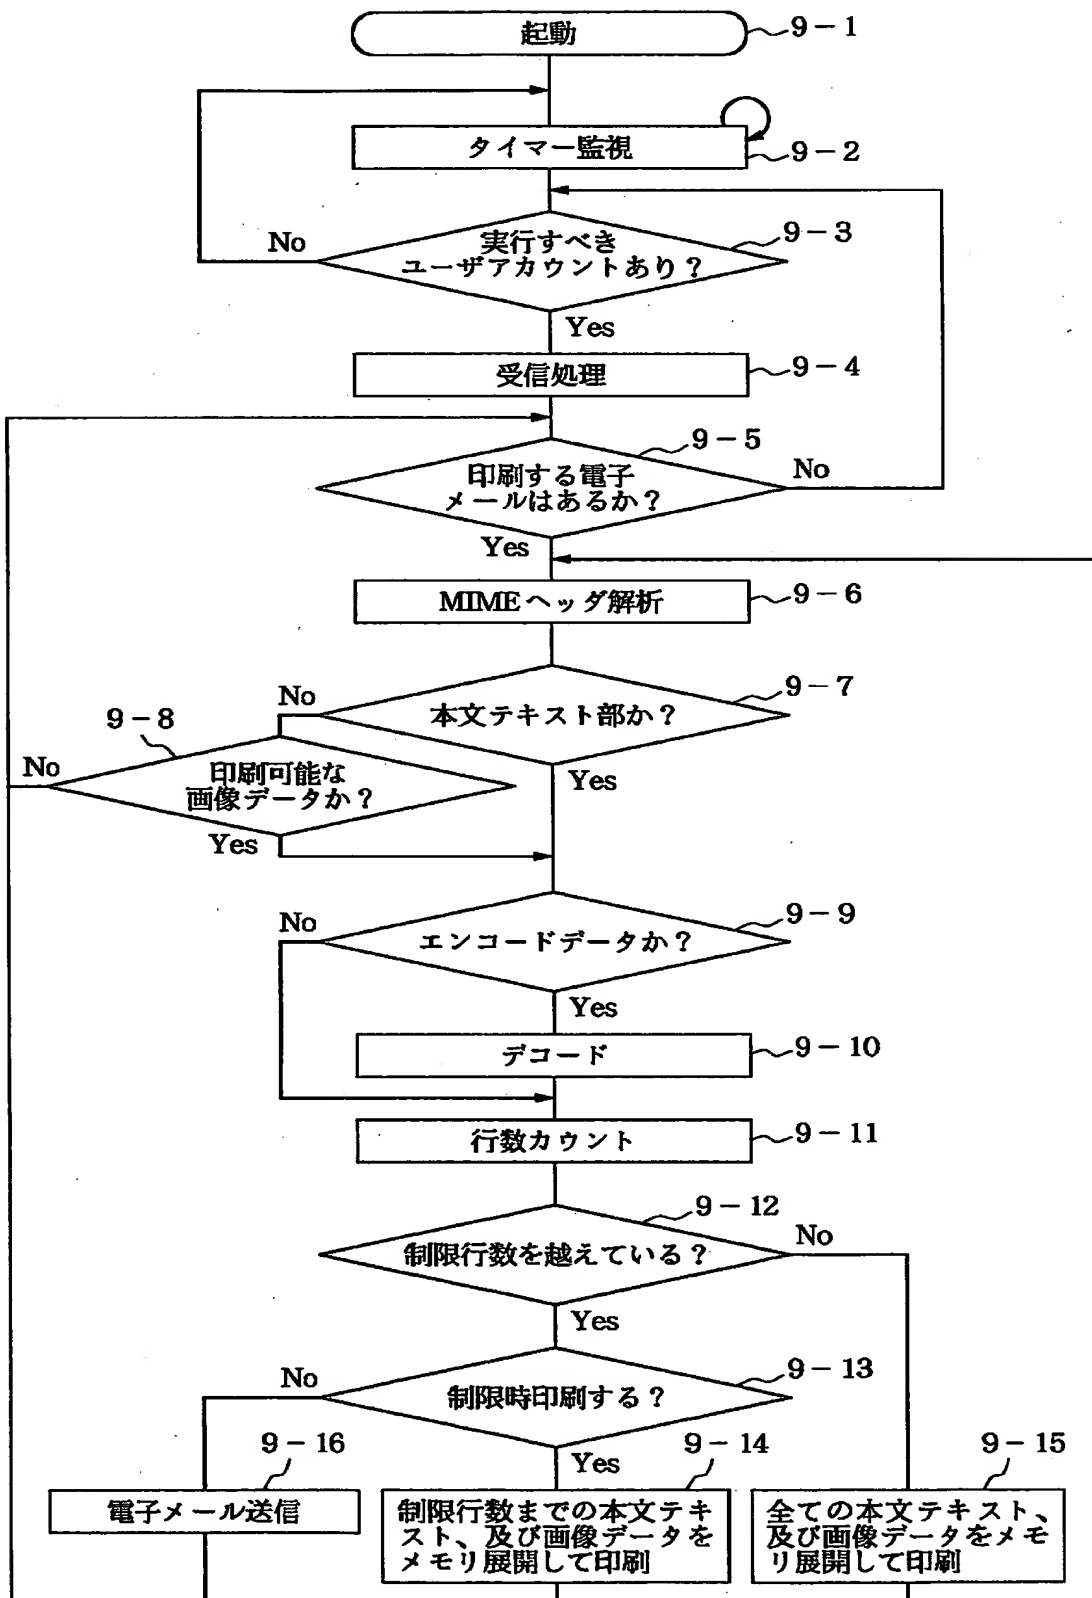 起動
9-1
タイマー監視
9-2
実行すべき
ユーザアカウントあり?
9-3
No
Yes
受信処理
9-4
印刷する電子
メールはあるか?
9-5
No
Yes
MIMEヘッダ解析
9-6
本文テキスト部か?
9-7
No
Yes
9-8
印刷可能な
画像データか?
No
Yes
エンコードデータか?
9-9
No
Yes
デコード
9-10
行数カウント
9-11
制限行数を越えている?
9-12
No
Yes
制限時印刷する?
9-13
No
Yes
9-16
電子メール送信
9-14
制限行数までの本文テキ
スト、及び画像データを
メモリ展開して印刷
9-15
全ての本文テキスト、
及び画像データをメモ
リ展開して印刷